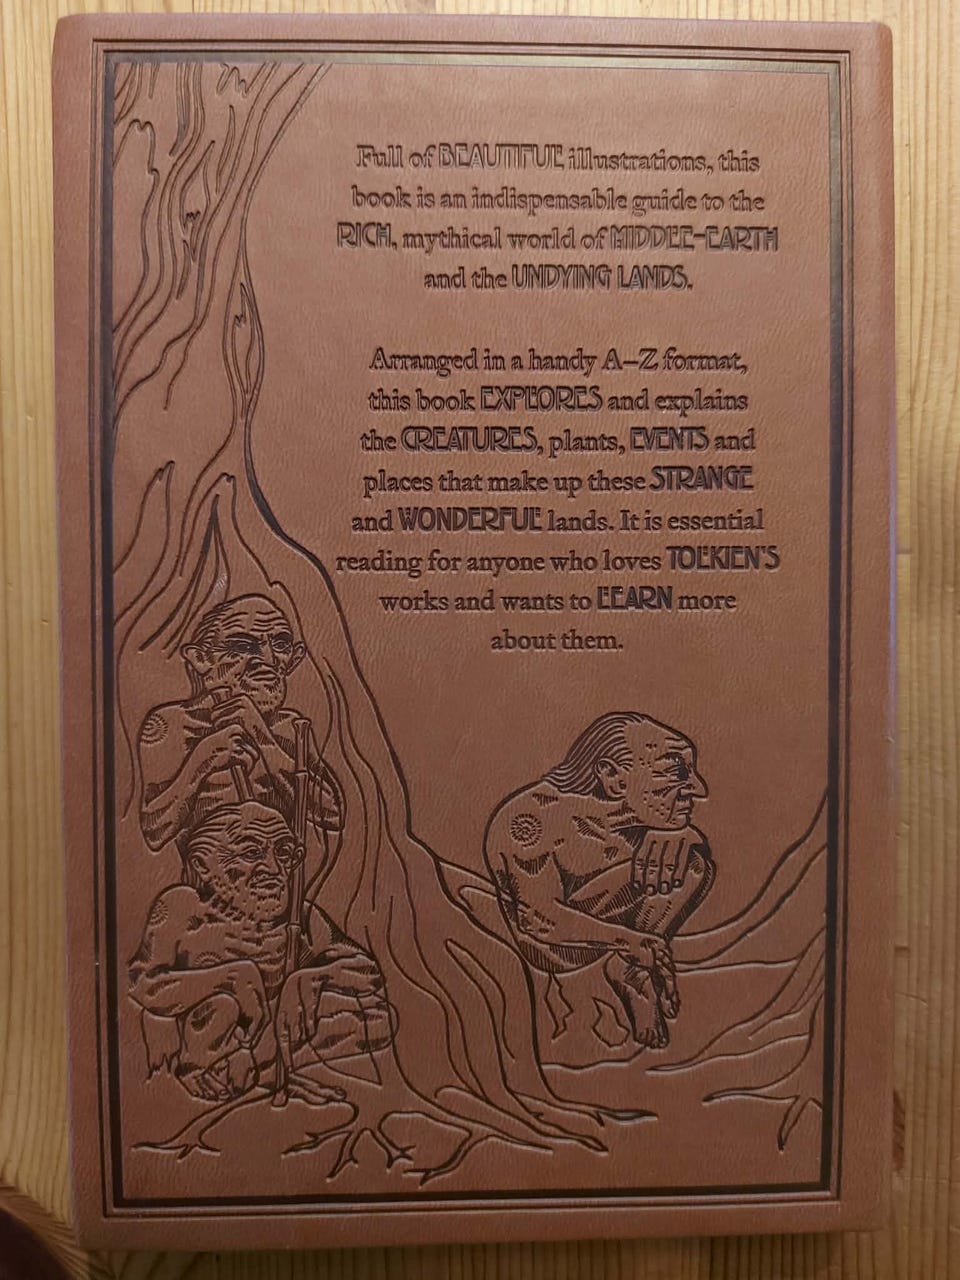 Full of BEAUTIFUL illustrations, this
book is an indispensable guide to the
RICH, mythical world of MIDDLE-EARTH
and the UNDYING LANDS.
Arranged in a handy A–Z format,
this book EXPLORES and explains
the CREATURES, plants, EVENTS and
places that make up these STRANGE
and WONDERFUL lands. It is essential
reading for anyone who loves TOLKIEN'S
works and wants to LEARN more
about them.